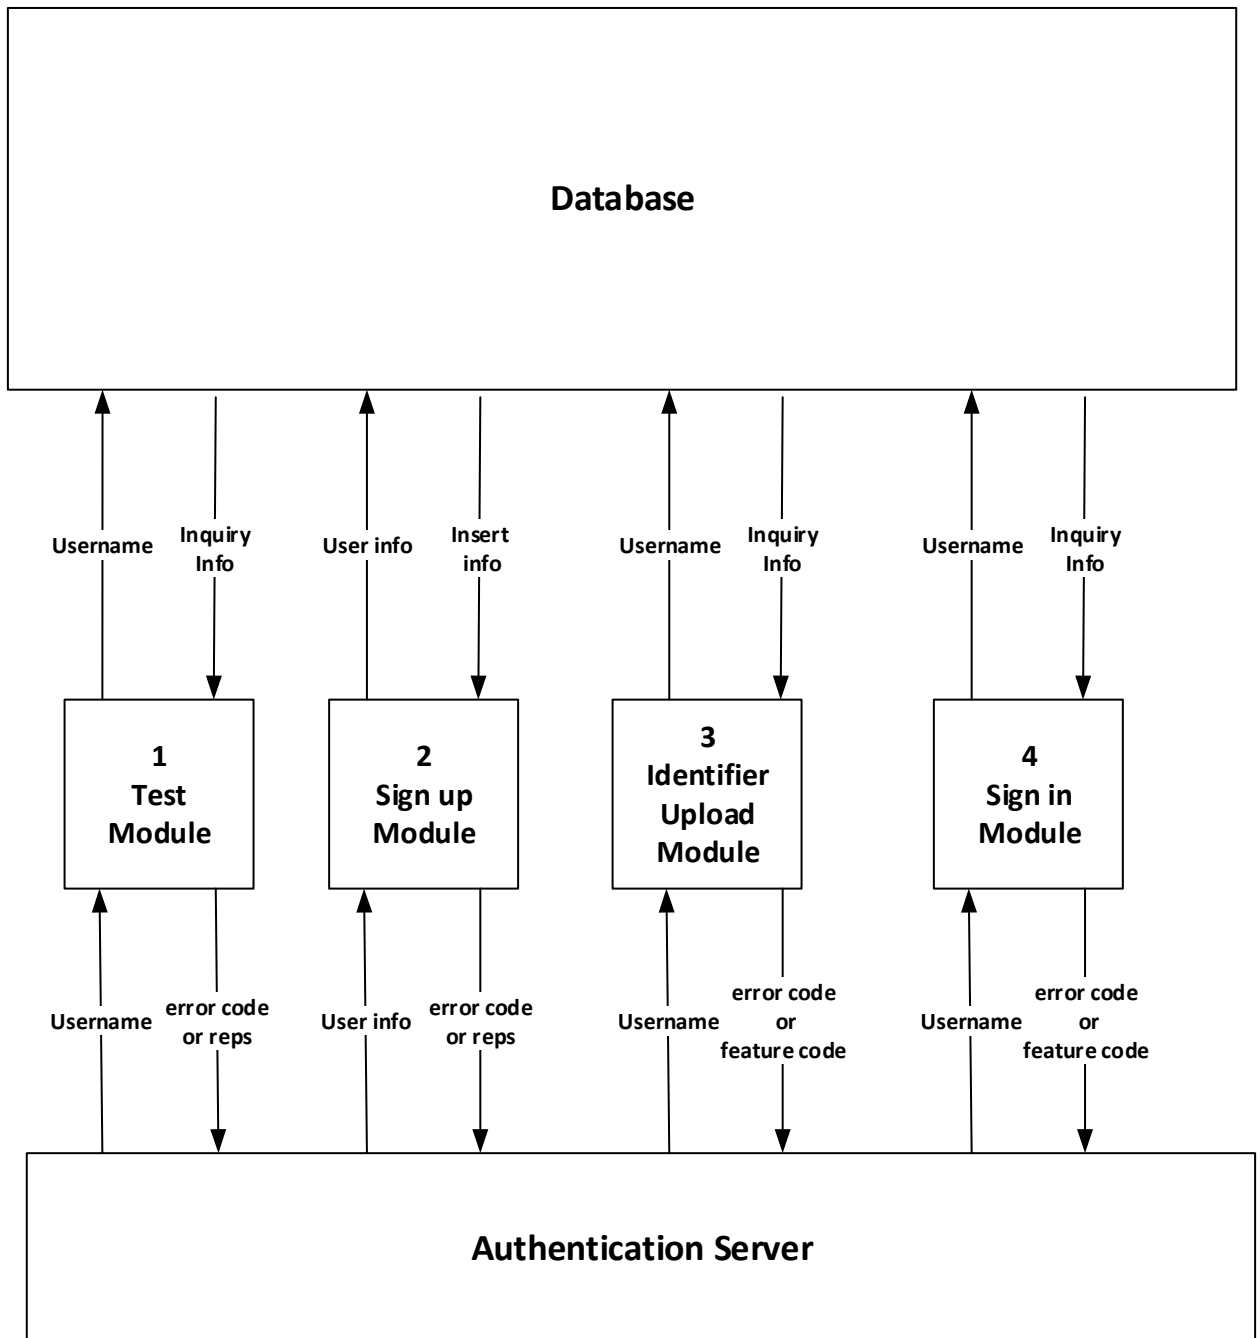 Database
Username
Inquiry
Info
User info
Insert
info
Username
Inquiry
Info
Username
Inquiry
Info
1
Test
Module
2
Sign up
Module
3
Identifier
Upload
Module
4
Sign in
Module
Username
error code
or reps
User info
error code
or reps
Username
error code
or
feature code
Username
error code
or
feature code
Authentication Server